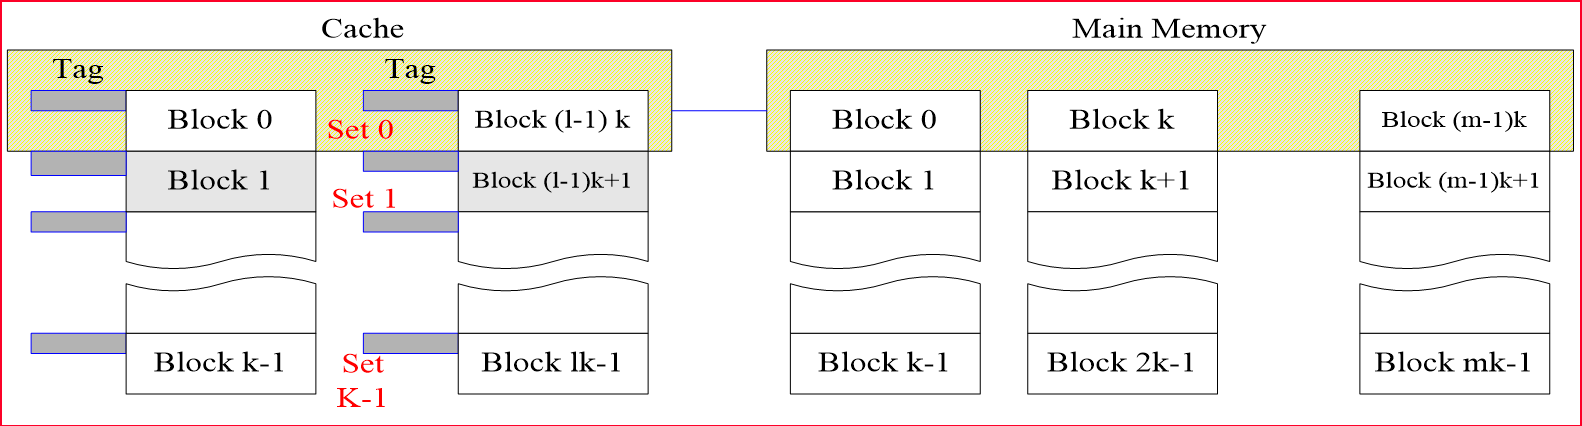 Cache
Main Memory
Tag
Tag
Block 0
Set 0
Block (l-1) k
Block 0
Block k
Block (m-1)k
Block 1
Set 1
Block (l-1)k+1
Block 1
Block k+1
Block (m-1)k+1
Block k-1
Set
K-1
Block lk-1
Block k-1
Block 2k-1
Block mk-1